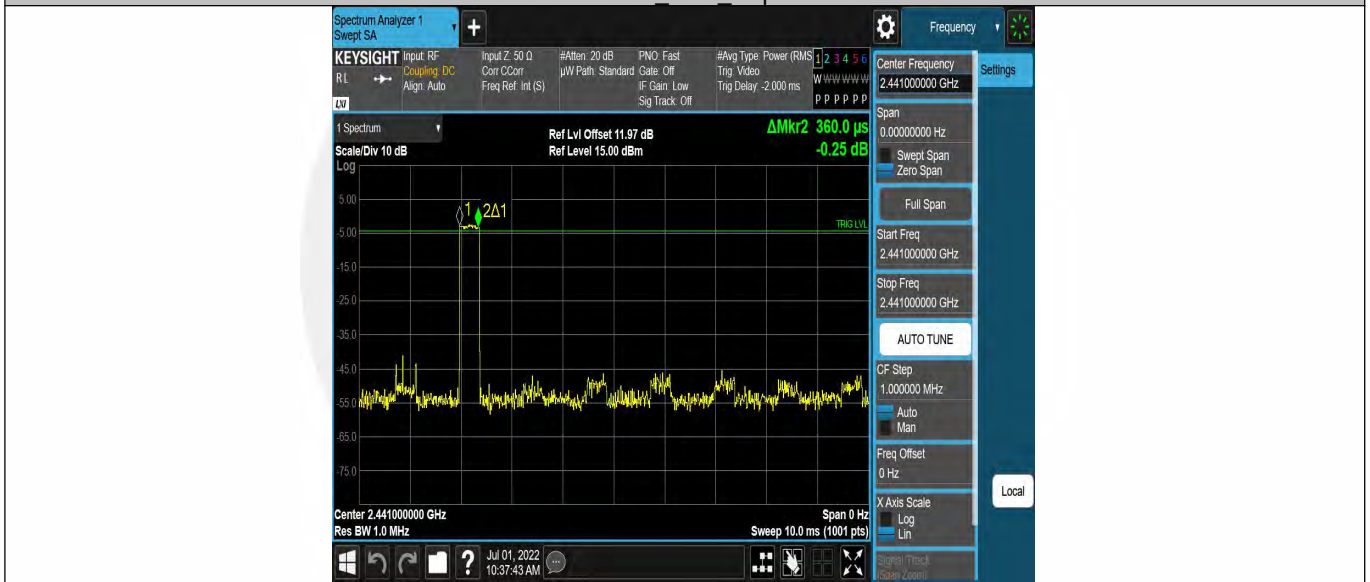 Spectrum Analyzer 1
Swept SA
+
Frequency
KEYSIGHT
R L
LXI
Input: RF
Coupling: DC
Align: Auto
Input Z: 50 Ω
Corr CCorr
Freq Ref: Int (S)
#Atten: 20 dB
µW Path: Standard
PNO: Fast
Gate: Off
IF Gain: Low
Sig Track: Off
#Avg Type: Power (RMS
Trig: Video
Trig Delay: -2.000 ms
1 2 3 4 5 6
W W W W W W
P P P P P P
1 Spectrum
Scale/Div 10 dB
Log
Ref Lvl Offset 11.97 dB
Ref Level 15.00 dBm
ΔMkr2 360.0 µs
-0.25 dB
5.00
-5.00
-15.0
-25.0
-35.0
-45.0
-55.0
-65.0
-75.0
1 2Δ1
TRIG LVL
Center 2.441000000 GHz
Res BW 1.0 MHz
Span 0 Hz
Sweep 10.0 ms (1001 pts)
?
Jul 01, 2022
10:37:43 AM
Center Frequency
2.441000000 GHz
Settings
Span
0.00000000 Hz
Swept Span
Zero Span
Full Span
Start Freq
2.441000000 GHz
Stop Freq
2.441000000 GHz
AUTO TUNE
CF Step
1.000000 MHz
Auto
Man
Freq Offset
0 Hz
X Axis Scale
Log
Lin
Local
Signal Track
(Span Zoom)